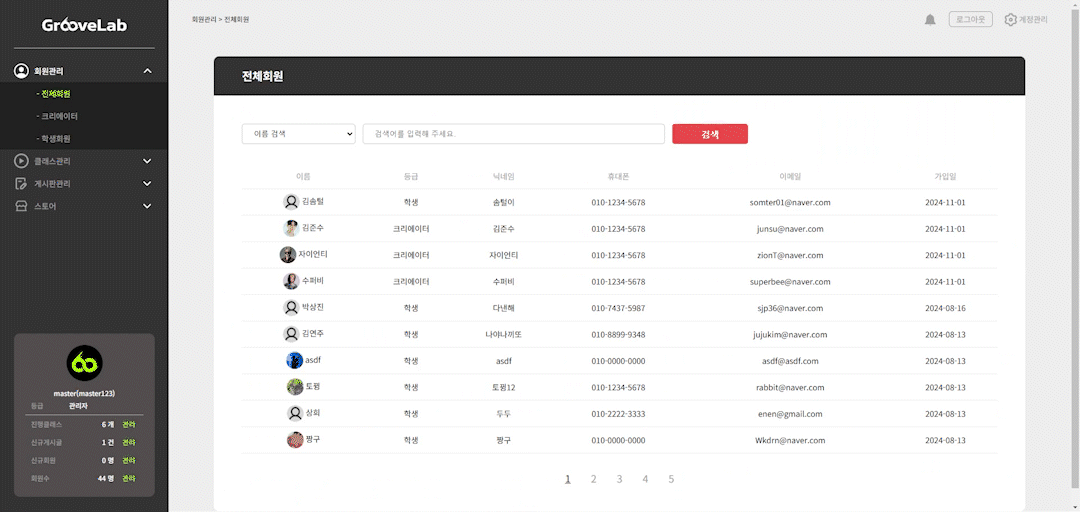 GrooveLab
회원관리 > 전체회원
로그아웃
계정관리
회원관리
- 전체회원
- 크리에이터
- 학생회원
클래스관리
게시판관리
스토어
master(master123)
등급 관리자
진행클래스 6 개 관리
신규게시글 1 건 관리
신규회원 0 명 관리
회원수 44 명 관리
전체회원
이름 검색
검색어를 입력해 주세요.
검색
이름 등급 닉네임 휴대폰 이메일 가입일
김솜털 학생 솜털이 010-1234-5678 somter01@naver.com 2024-11-01
김준수 크리에이터 김준수 010-1234-5678 junsu@naver.com 2024-11-01
자이언티 크리에이터 자이언티 010-1234-5678 zionT@naver.com 2024-11-01
수퍼비 크리에이터 수퍼비 010-1234-5678 superbee@naver.com 2024-11-01
박상진 학생 다낸해 010-7437-5987 sjp36@naver.com 2024-08-16
김면주 학생 나야나끼또 010-8899-9348 jujukim@naver.com 2024-08-13
asdf 학생 asdf 010-0000-0000 asdf@asdf.com 2024-08-13
토핑 학생 토핑12 010-1234-5678 rabbit@naver.com 2024-08-13
상희 학생 두두 010-2222-3333 enen@gmail.com 2024-08-13
짱구 학생 짱구 010-0000-0000 Wkdrn@naver.com 2024-08-13
1 2 3 4 5